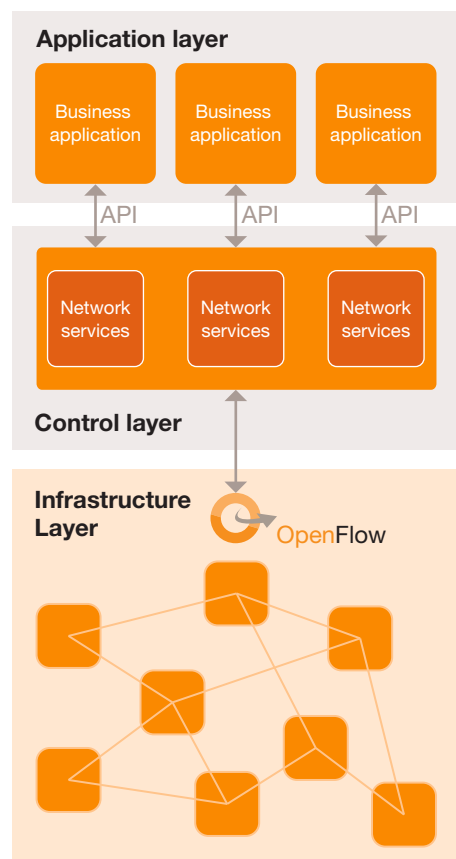 Application layer
Business
application
Business
application
Business
application
API
API
API
Network
services
Network
services
Network
services
Control layer
Infrastructure
Layer
OpenFlow